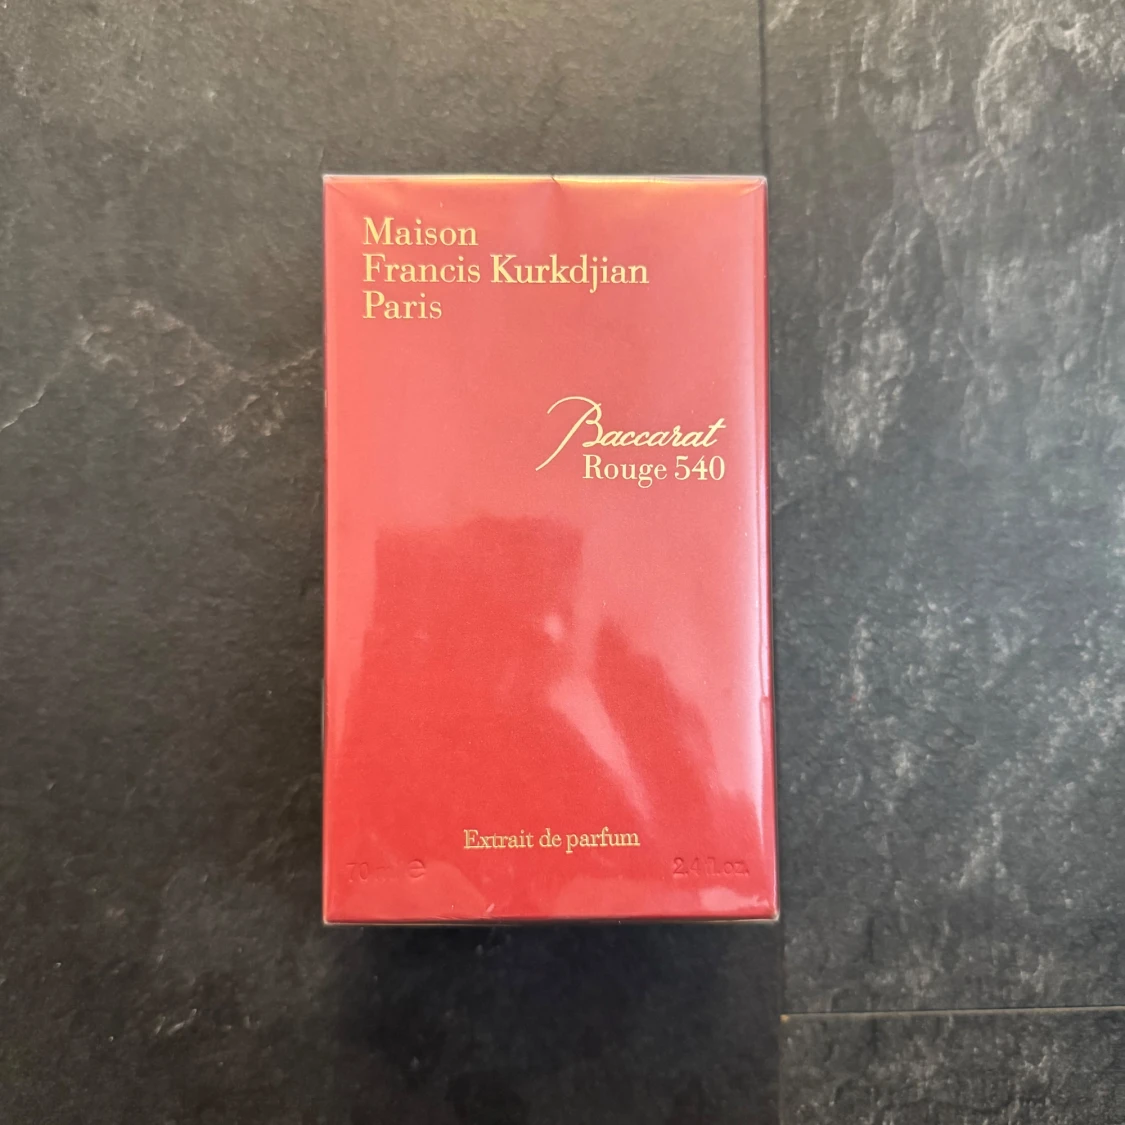 Maison
Francis Kurkdjian
Paris
Baccarat
Rouge 540
Extrait de parfum
70 ml e 2.4 fl.oz.